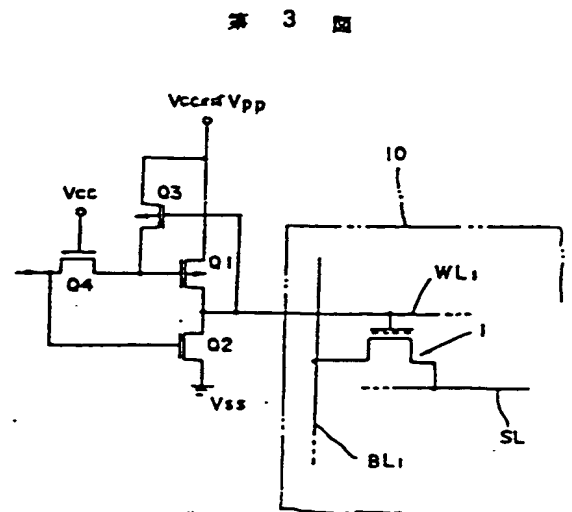 第 3 図
Vcc or Vpp
10
Vcc
Q3
Q1
WL1
Q4
1
Q2
Vss
SL
BL1